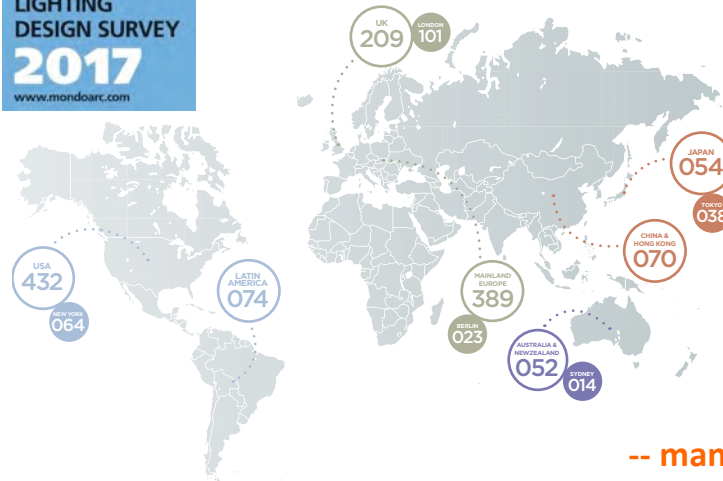 LIGHTING
DESIGN SURVEY
2017
www.mondoarc.com
UK
209
LONDON
101
JAPAN
054
TOKYO
038
CHINA &
HONG KONG
070
USA
432
NEW YORK
064
LATIN
AMERICA
074
MAINLAND
EUROPE
389
BERLIN
023
AUSTRALIA &
NEWZEALAND
052
SYDNEY
014
-- man